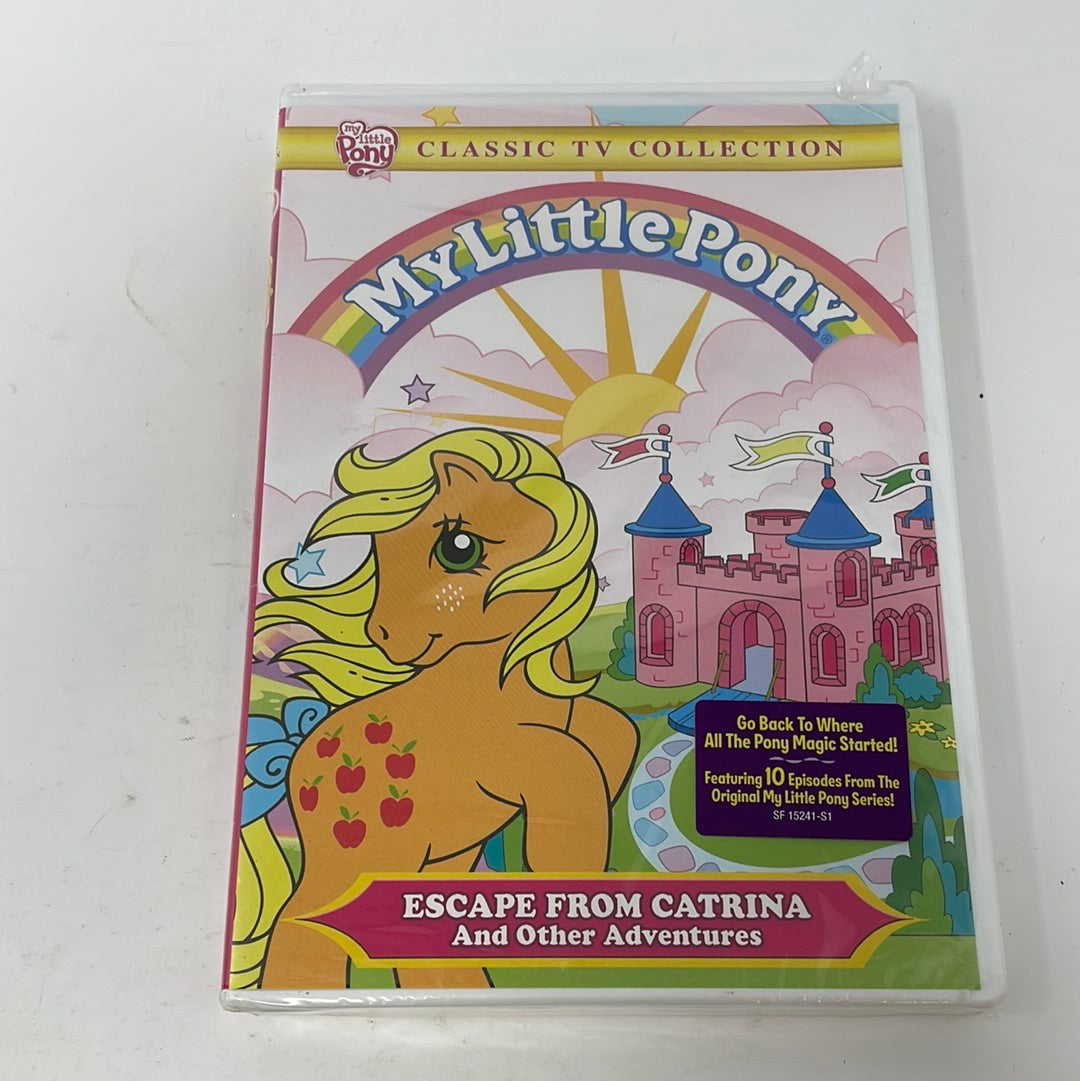 my
little
Pony
CLASSIC TV COLLECTION
My Little Pony®
Go Back To Where
All The Pony Magic Started!
Featuring 10 Episodes From The
Original My Little Pony Series!
SF 15241-S1
ESCAPE FROM CATRINA
And Other Adventures